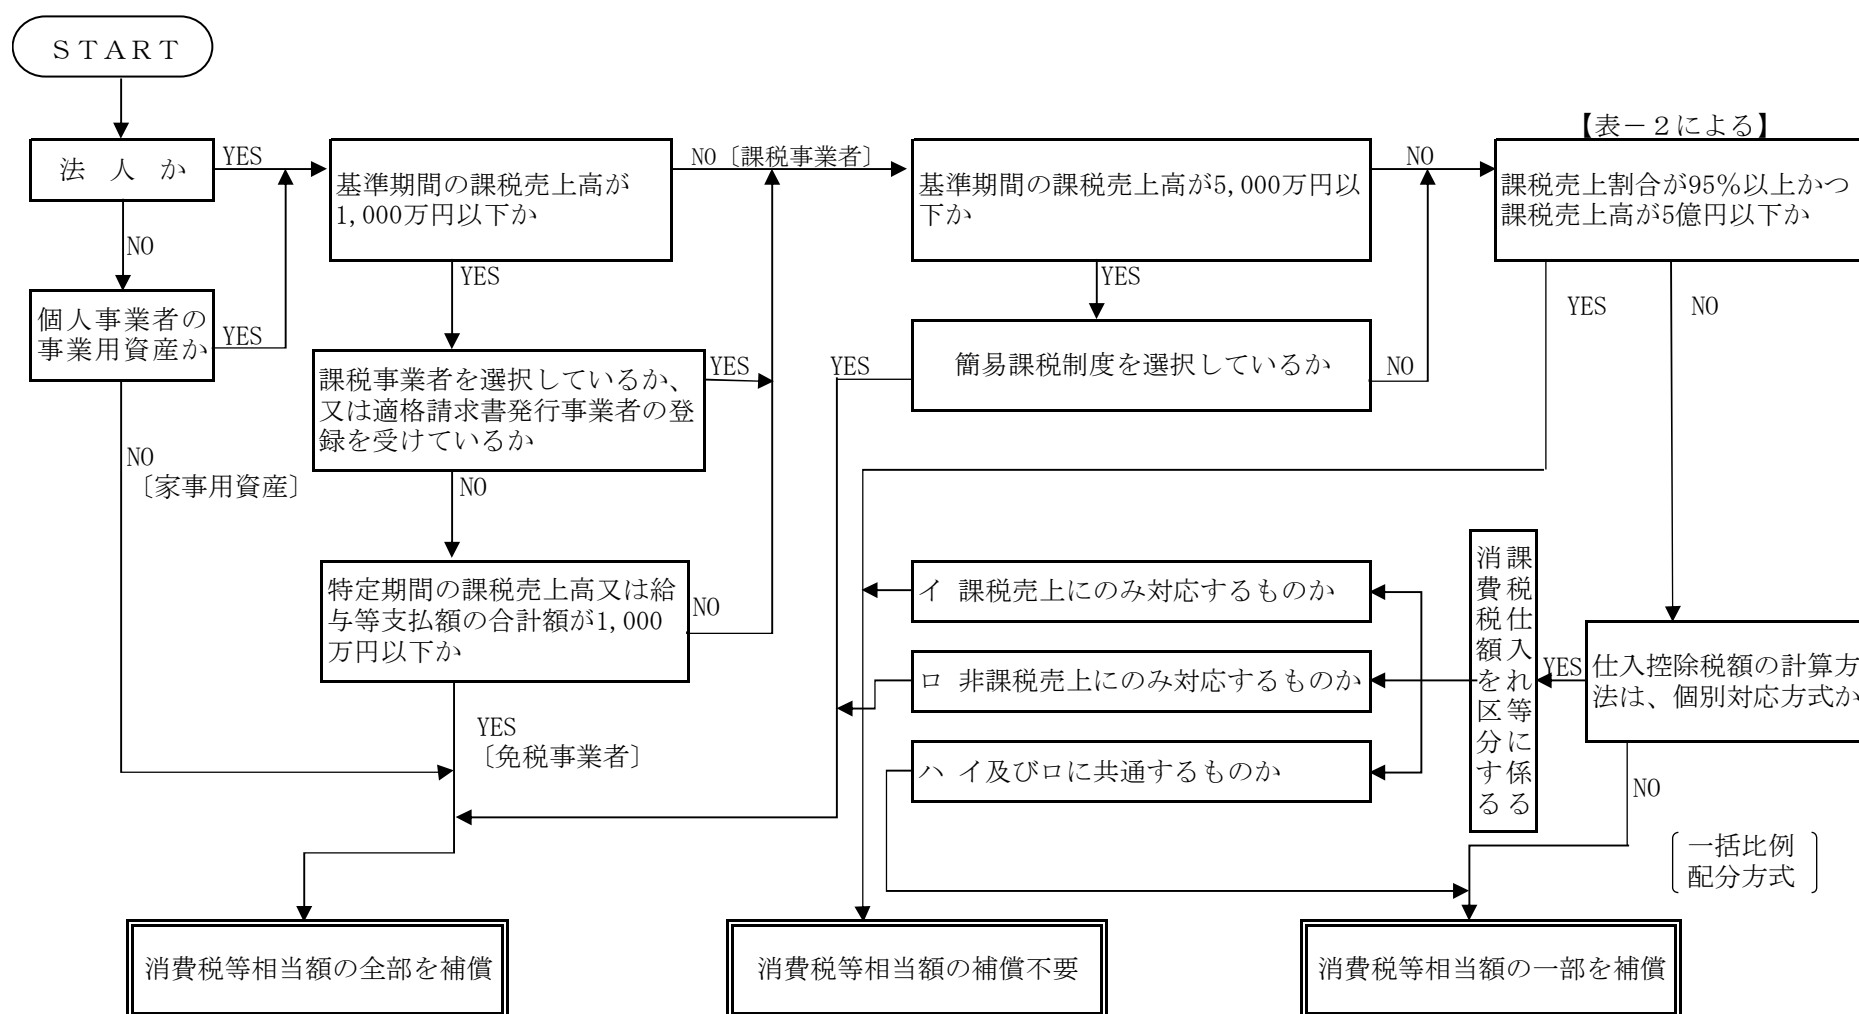 ＳＴＡＲＴ
法　人　か
YES
NO
個人事業者の
事業用資産か
YES
NO
〔家事用資産〕
基準期間の課税売上高が
1,000万円以下か
NO〔課税事業者〕
YES
課税事業者を選択しているか、
又は適格請求書発行事業者の登
録を受けているか
YES
NO
特定期間の課税売上高又は給
与等支払額の合計額が1,000
万円以下か
NO
YES
〔免税事業者〕
基準期間の課税売上高が5,000万円以
下か
NO
YES
簡易課税制度を選択しているか
YES
NO
【表－２による】
課税売上割合が95％以上かつ
課税売上高が5億円以下か
YES
NO
仕入控除税額の計算方
法は、個別対応方式か
YES
NO
一括比例
配分方式
課税仕入れ等に係る
消費税額を区分する
イ 課税売上にのみ対応するものか
ロ 非課税売上にのみ対応するものか
ハ イ及びロに共通するものか
消費税等相当額の全部を補償
消費税等相当額の補償不要
消費税等相当額の一部を補償